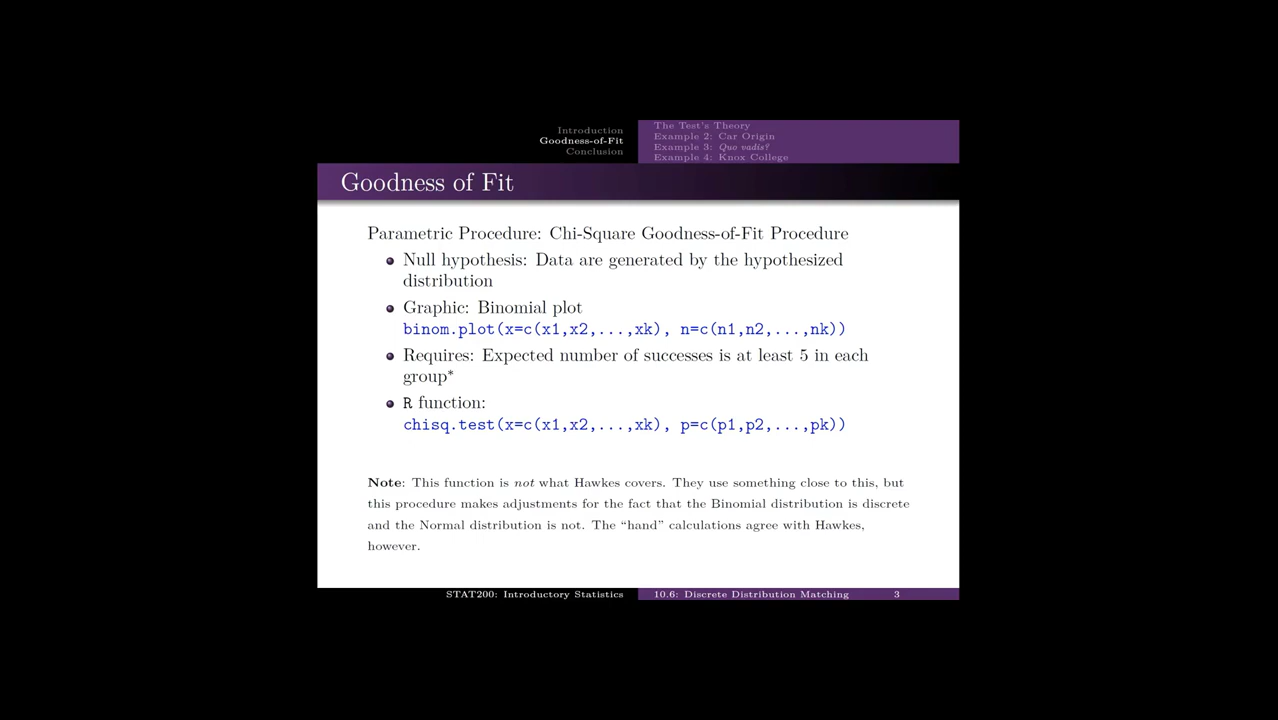 Introduction
Goodness-of-Fit
Conclusion
The Test's Theory
Example 2: Car Origin
Example 3: Quo vadis?
Example 4: Knox College
Goodness of Fit
Parametric Procedure: Chi-Square Goodness-of-Fit Procedure
Null hypothesis: Data are generated by the hypothesized
distribution
Graphic: Binomial plot
binom.plot(x=c(x1,x2,...,xk), n=c(n1,n2,...,nk))
Requires: Expected number of successes is at least 5 in each
group*
R function:
chisq.test(x=c(x1,x2,...,xk), p=c(p1,p2,...,pk))
Note: This function is not what Hawkes covers. They use something close to this, but
this procedure makes adjustments for the fact that the Binomial distribution is discrete
and the Normal distribution is not. The “hand” calculations agree with Hawkes,
however.
STAT200: Introductory Statistics
10.6: Discrete Distribution Matching 3